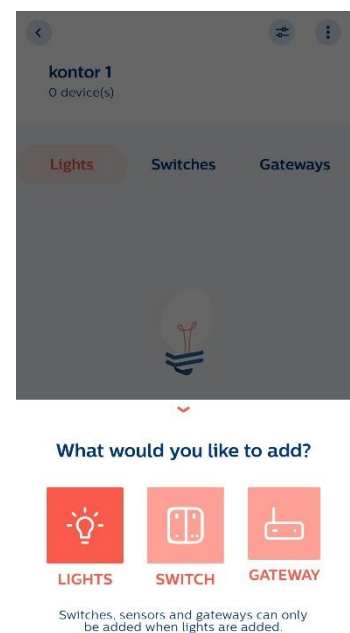 kontor 1
0 device(s)
Lights Switches Gateways
What would you like to add?
LIGHTS SWITCH GATEWAY
Switches, sensors and gateways can only
be added when lights are added.